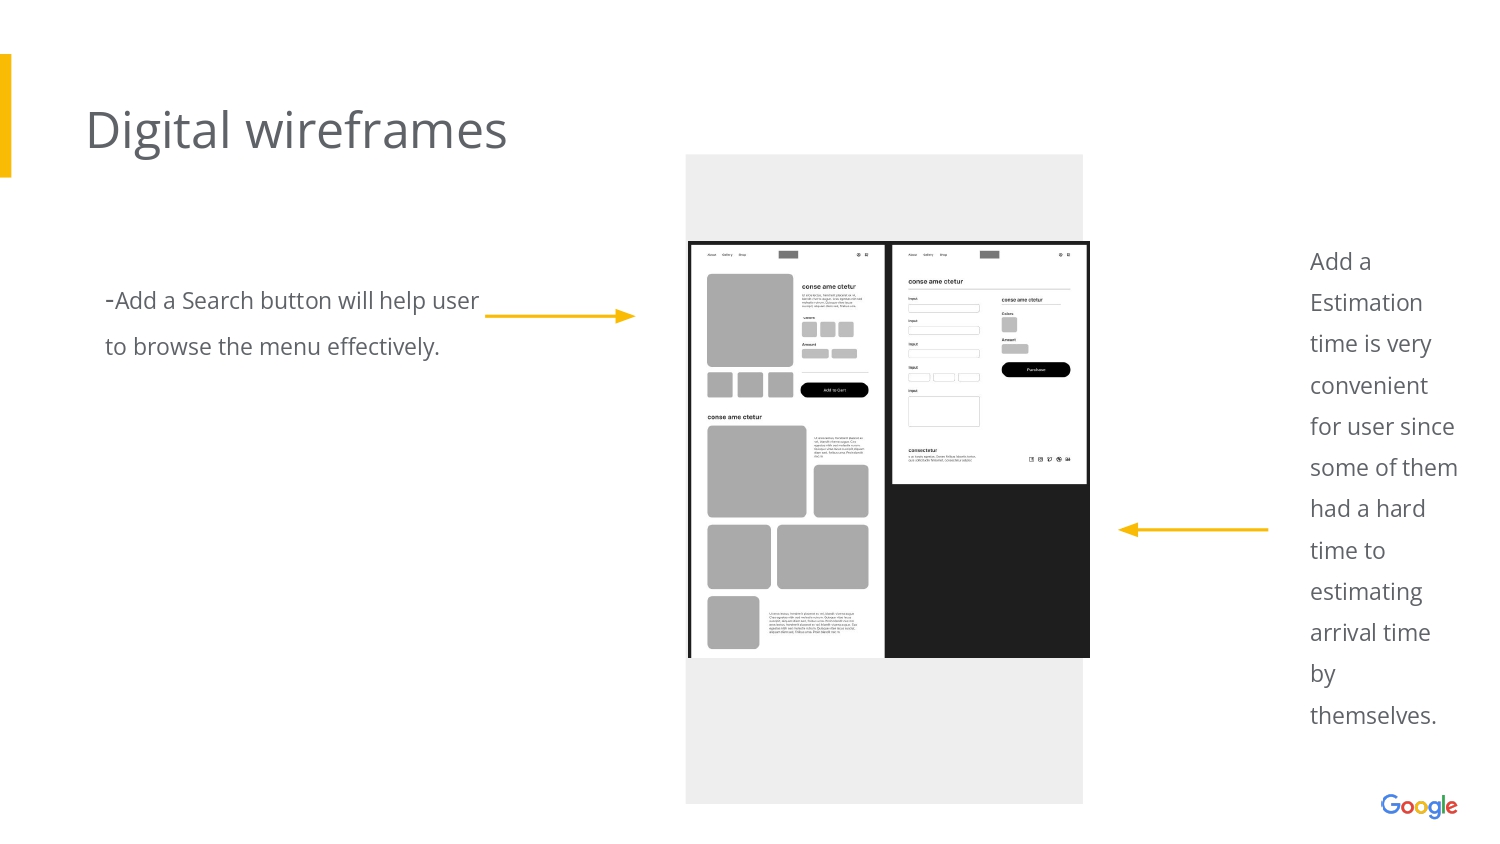 Digital wireframes
-Add a Search button will help user
to browse the menu effectively.
About Gallery Shop
conse ame ctetur
Colors
Amount
Add to Cart
conse ame ctetur
About Gallery Shop
conse ame ctetur
Input
Input
Input
Input
Input
conse ame ctetur
Colors
Amount
Purchase
consectetur
Add a
Estimation
time is very
convenient
for user since
some of them
had a hard
time to
estimating
arrival time
by
themselves.
Google